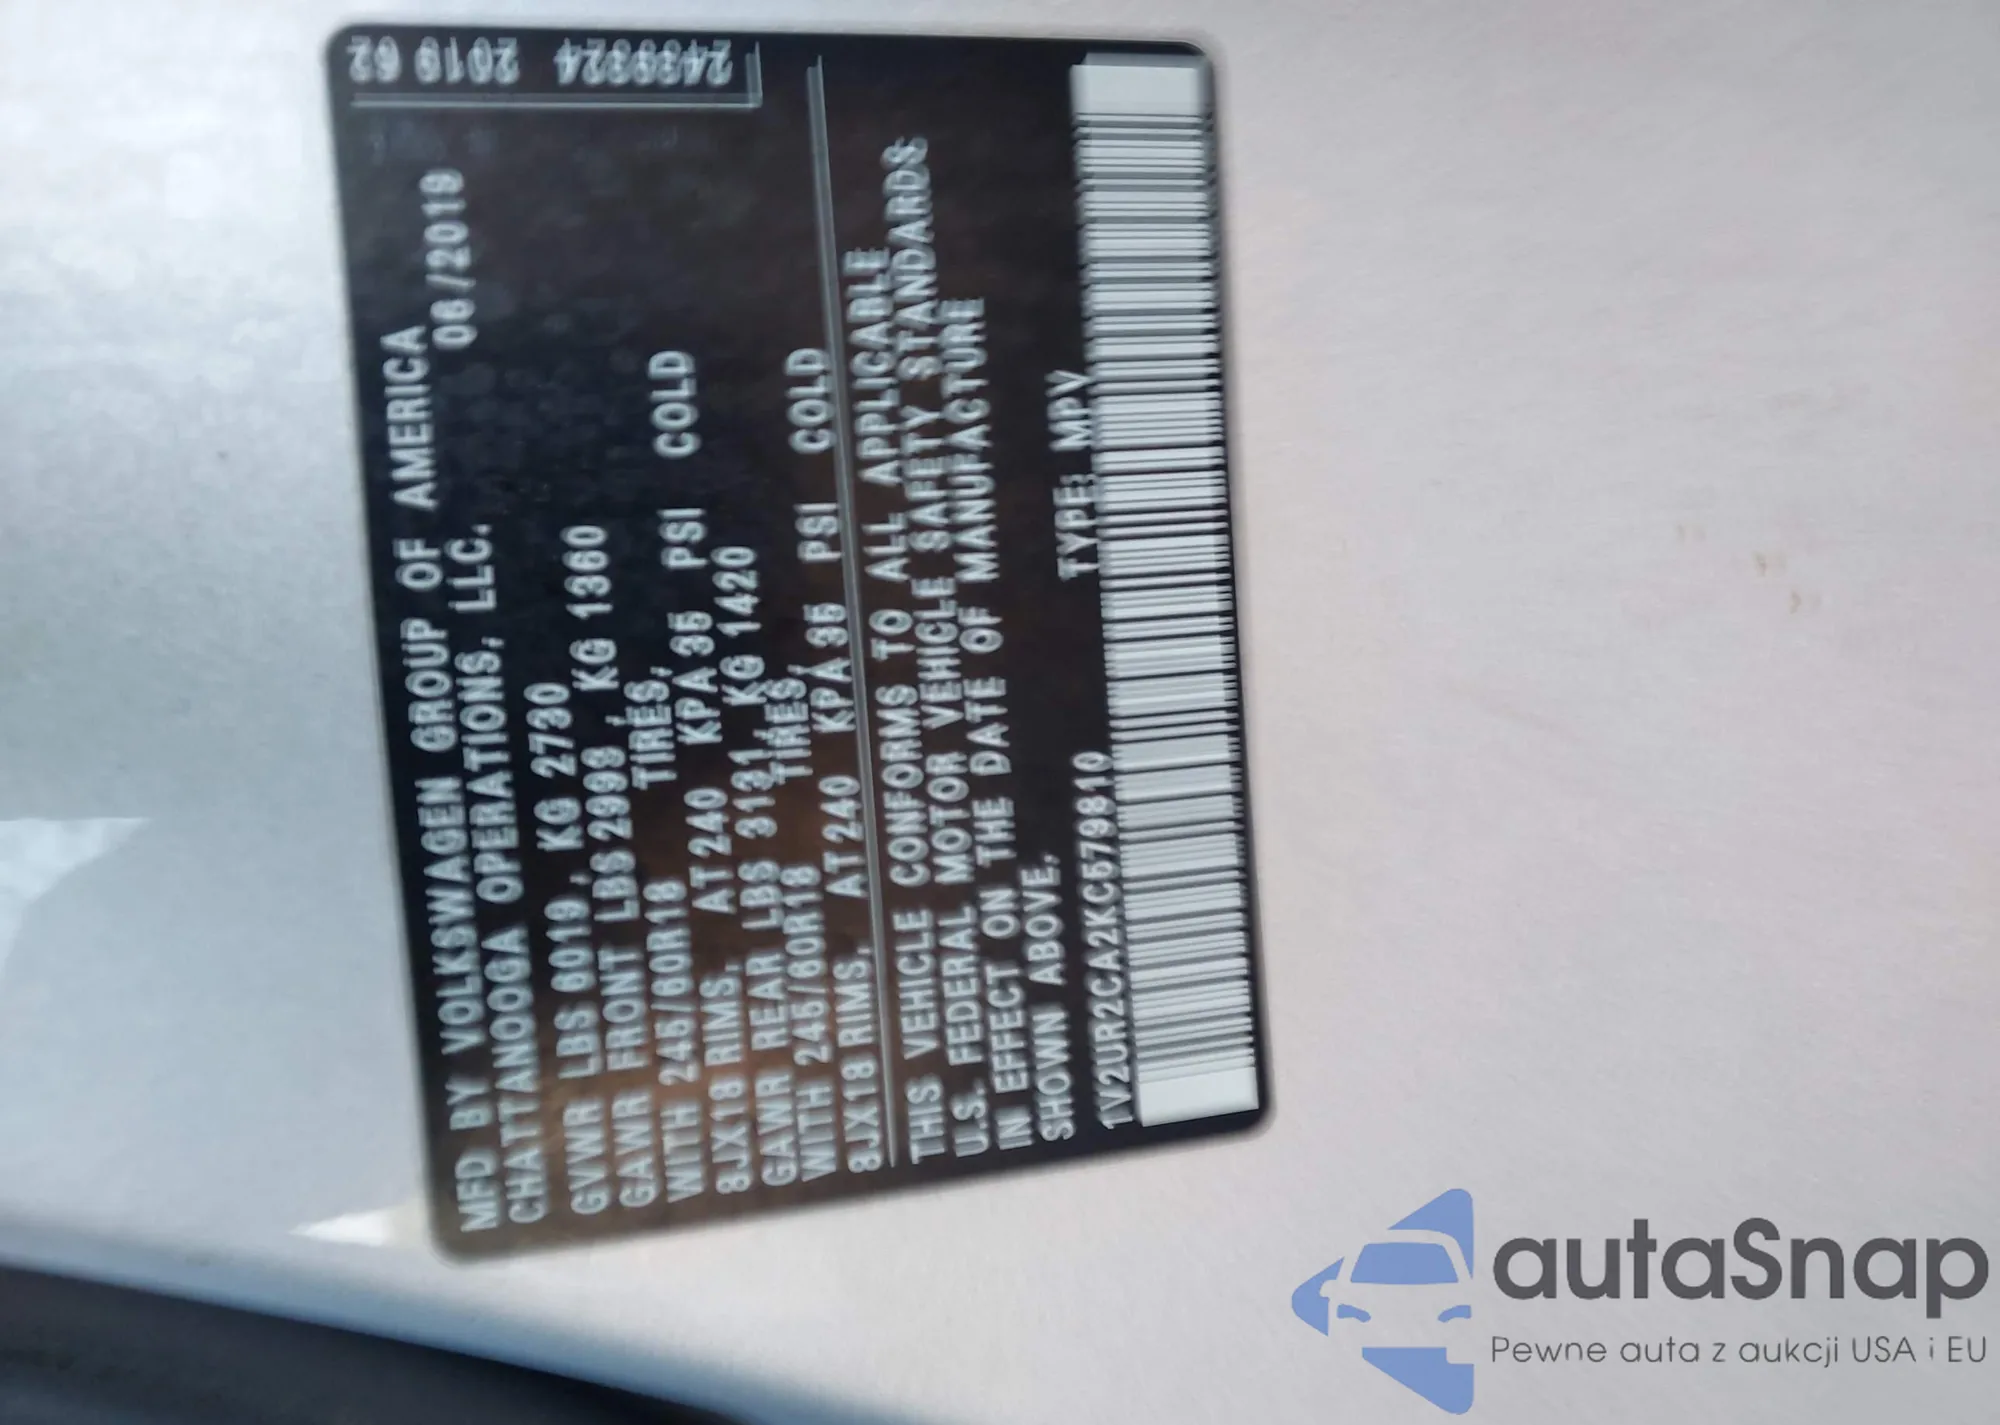 MFD BY VOLKSWAGEN GROUP OF AMERICA
CHATTANOOGA OPERATIONS, LLC. 06/2019
GVWR LBS 6019, KG 2730
GAWR FRONT LBS 2999, KG 1360
WITH 245/60R18 TIRES,
8JX18 RIMS, AT 240 KPA 35 PSI COLD
GAWR REAR LBS 3131, KG 1420
WITH 245/60R18 TIRES,
8JX18 RIMS, AT 240 KPA 35 PSI COLD
THIS VEHICLE CONFORMS TO ALL APPLICABLE
U.S. FEDERAL MOTOR VEHICLE SAFETY STANDARDS
IN EFFECT ON THE DATE OF MANUFACTURE
SHOWN ABOVE.
1V2UR2CA2KC579810 TYPE: MPV
2019 62
autaSnap
Pewne auta z aukcji USA i EU